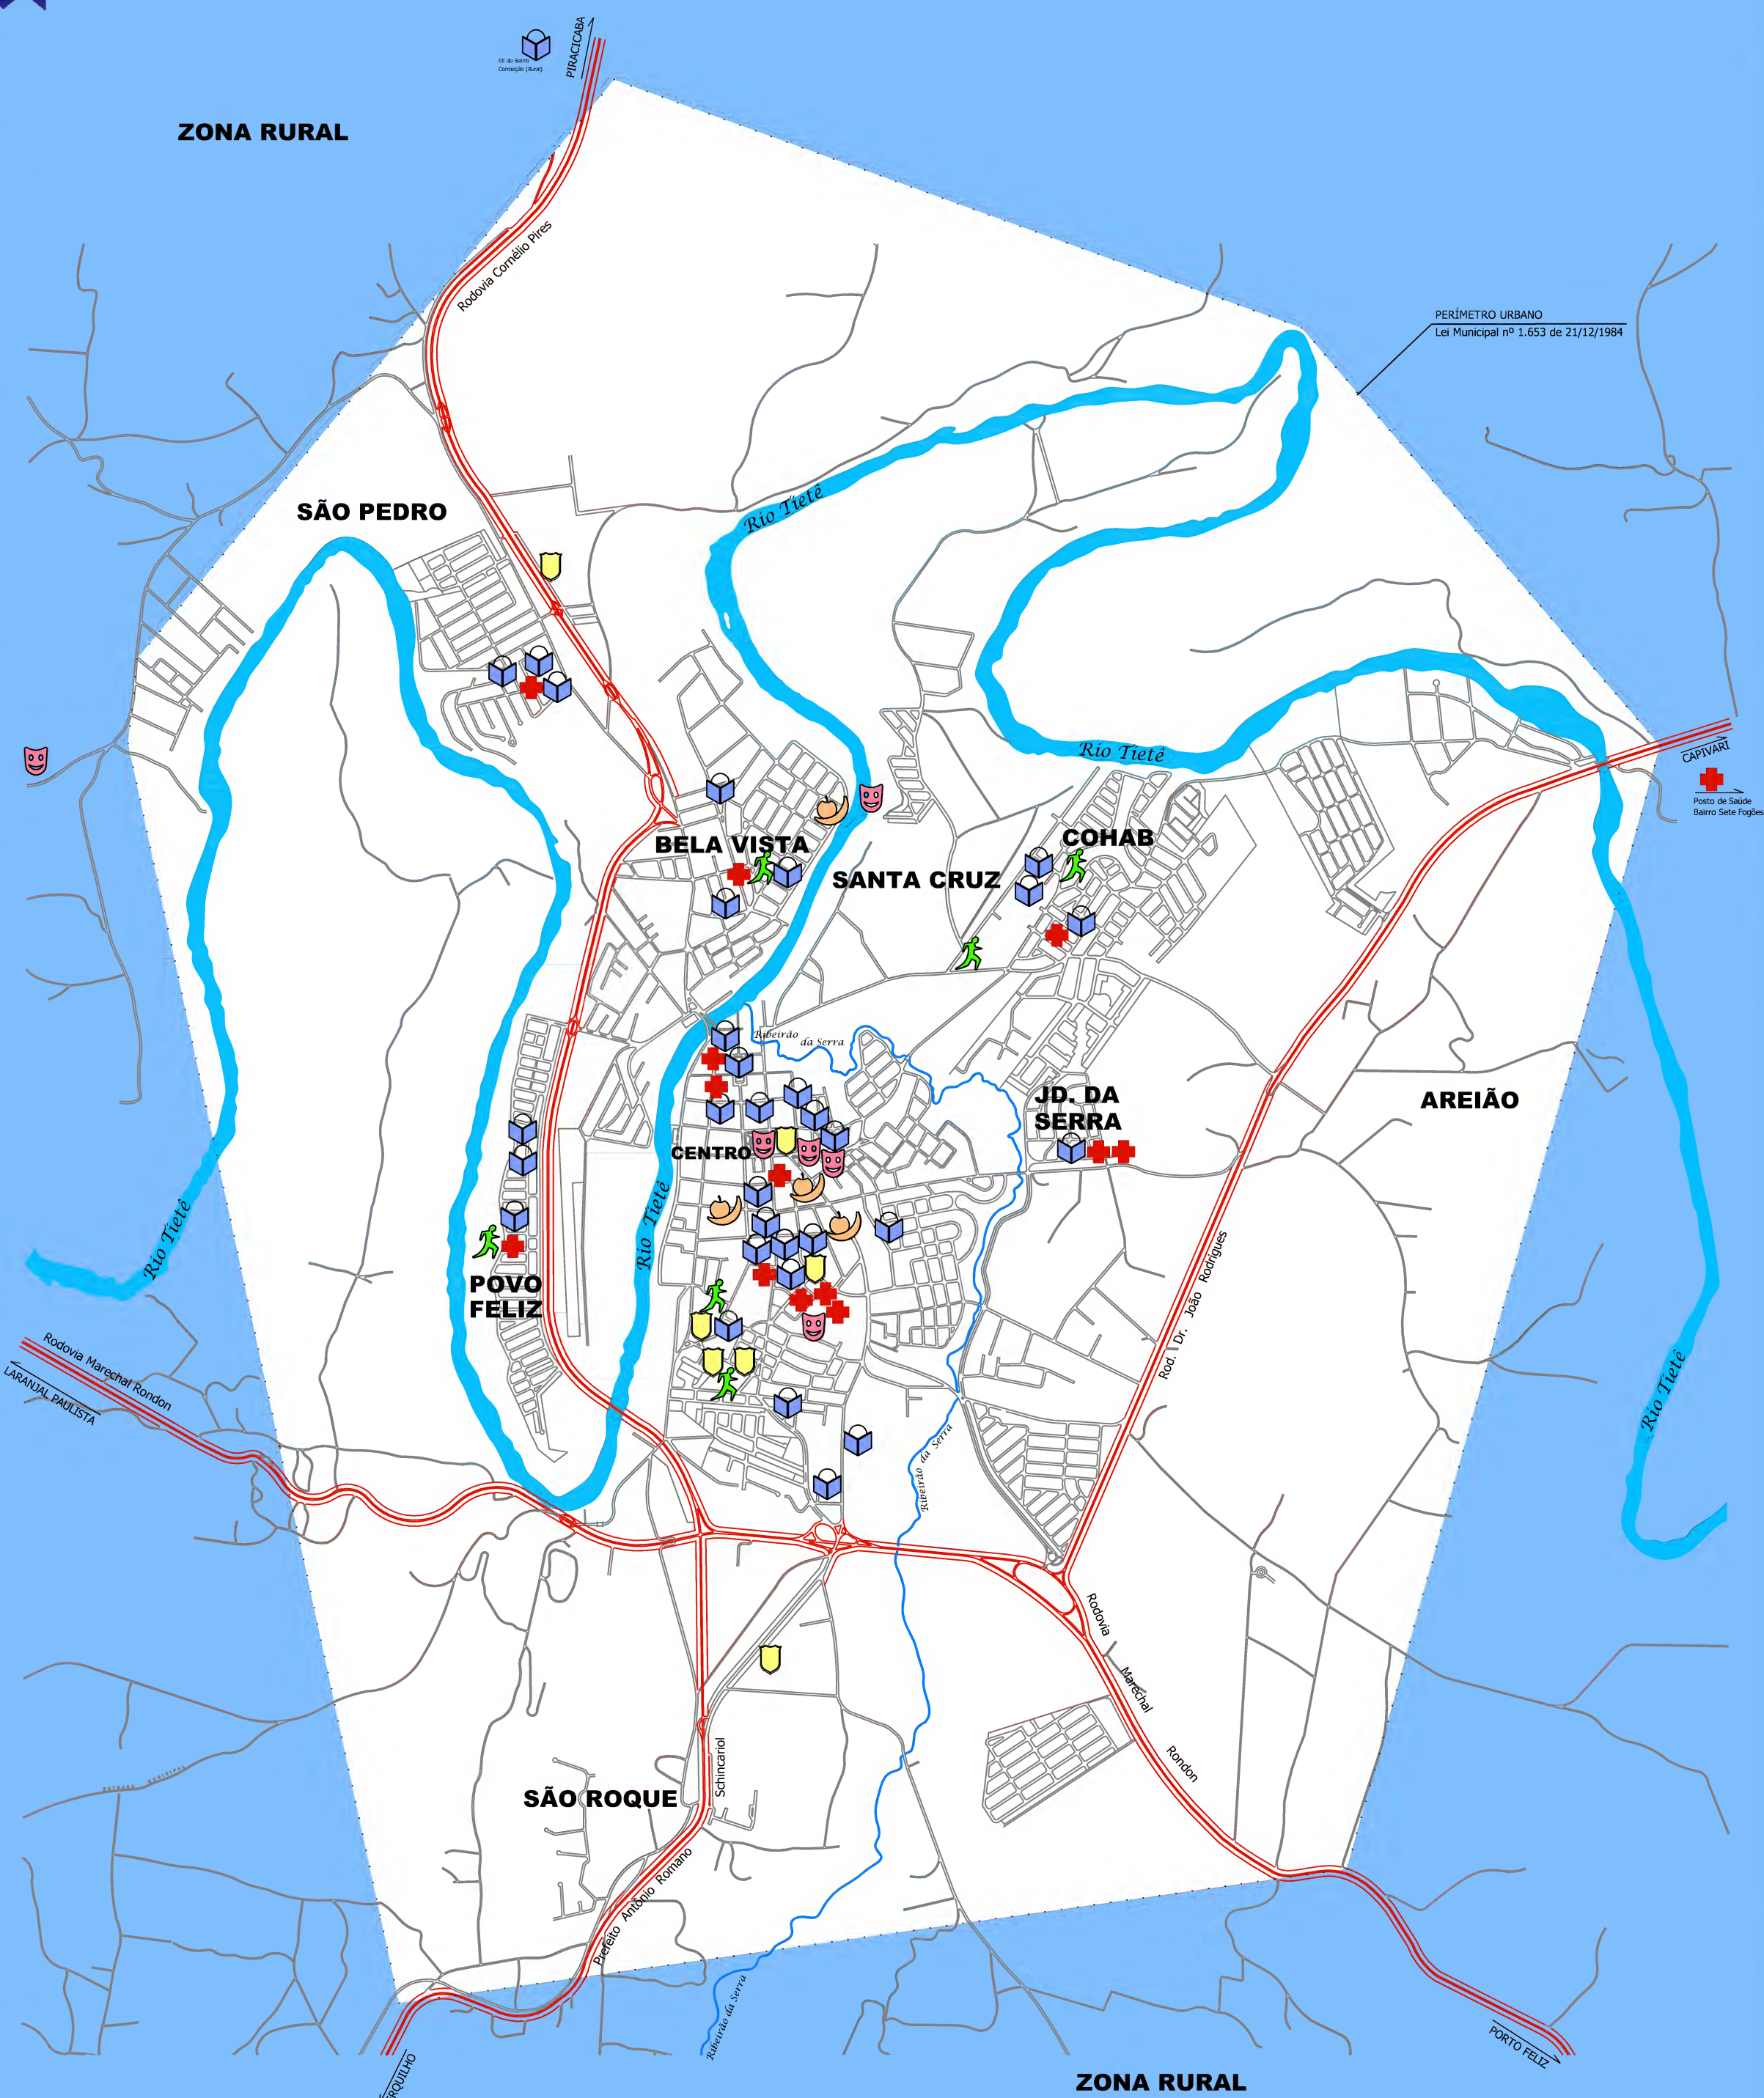 PIRACICABA
EE do Bairro
Conceição (Rural)
ZONA RURAL
Rodovia Cornélio Pires
PERÍMETRO URBANO
Lei Municipal nº 1.653 de 21/12/1984
SÃO PEDRO
Rio Tietê
Rio Tietê
CAPIVARI
Posto de Saúde
Bairro Sete Fogões
BELA VISTA
COHAB
SANTA CRUZ
Ribeirão
da Serra
JD. DA
SERRA
AREIÃO
CENTRO
Rio Tietê
Rio Tietê
POVO
FELIZ
Rod. Dr. João Rodrigues
Rodovia Marechal Rondon
LARANJAL PAULISTA
Rio Tietê
Ribeirão da Serra
Rodovia
Marechal
Rondon
Schincariol
ESTRADA MUNICIPAL
SÃO ROQUE
Prefeito Antônio Romano
Ribeirão da Serra
PORTO FELIZ
ZONA RURAL